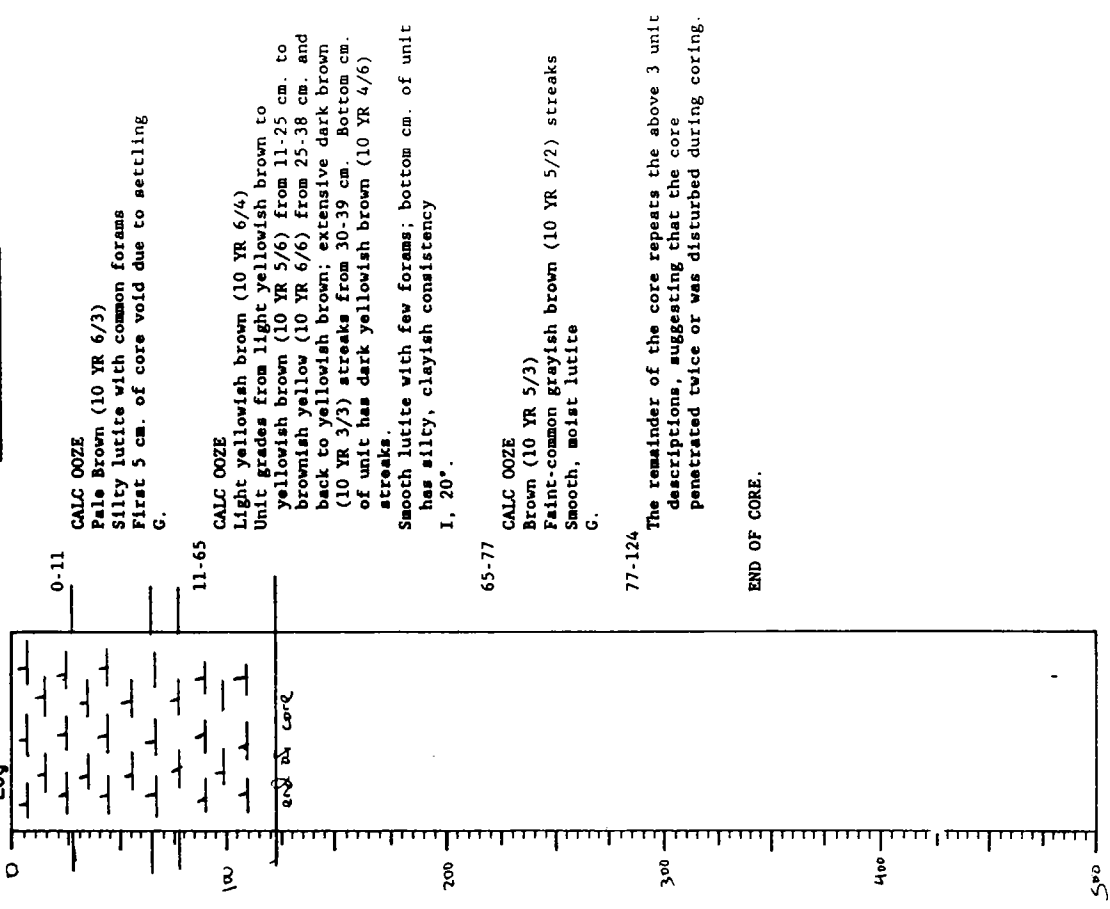 Log
0
100
200
300
400
500
end of core
0-11
CALC OOZE
Pale Brown (10 YR 6/3)
Silty lutite with common forams
First 5 cm. of core void due to settling
G.
11-65
CALC OOZE
Light yellowish brown (10 YR 6/4)
Unit grades from light yellowish brown to
yellowish brown (10 YR 5/6) from 11-25 cm. to
brownish yellow (10 YR 6/6) from 25-38 cm. and
back to yellowish brown; extensive dark brown
(10 YR 3/3) streaks from 30-39 cm. Bottom cm.
of unit has dark yellowish brown (10 YR 4/6)
streaks.
Smooth lutite with few forams; bottom cm. of unit
has silty, clayish consistency
I, 20°.
65-77
CALC OOZE
Brown (10 YR 5/3)
Faint-common grayish brown (10 YR 5/2) streaks
Smooth, moist lutite
G.
77-124
The remainder of the core repeats the above 3 unit
descriptions, suggesting that the core
penetrated twice or was disturbed during coring.
END OF CORE.